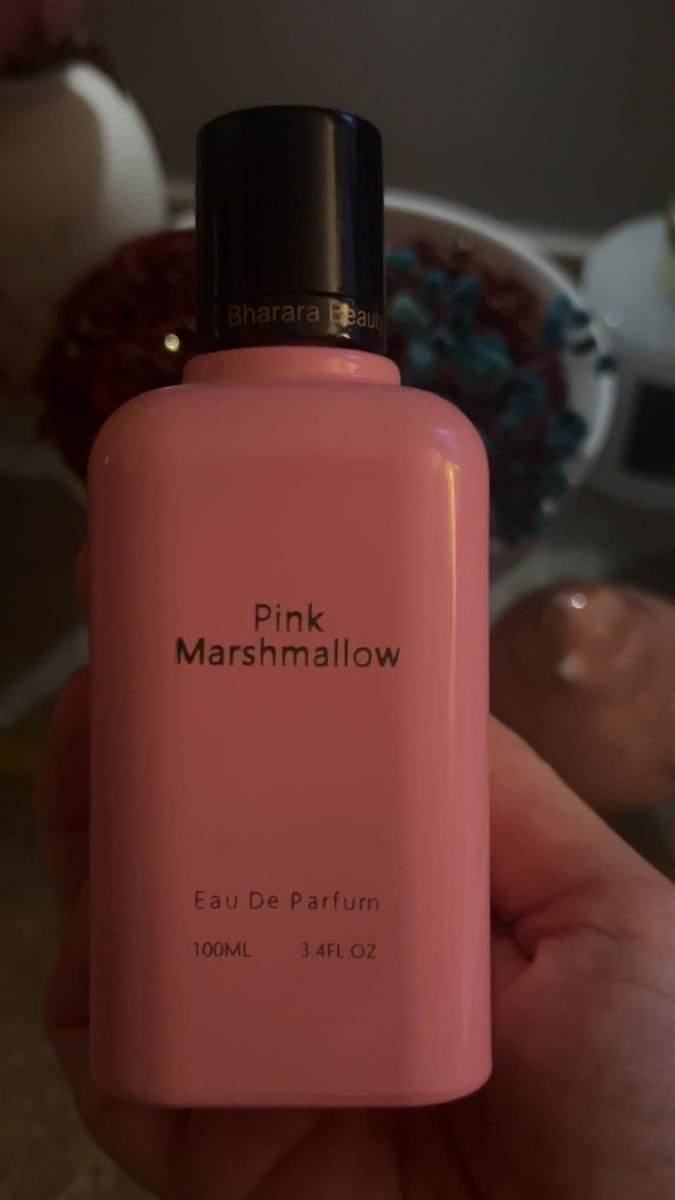 Bharara Beauty
Pink
Marshmallow
Eau De Parfum
100ML 3.4FL.OZ